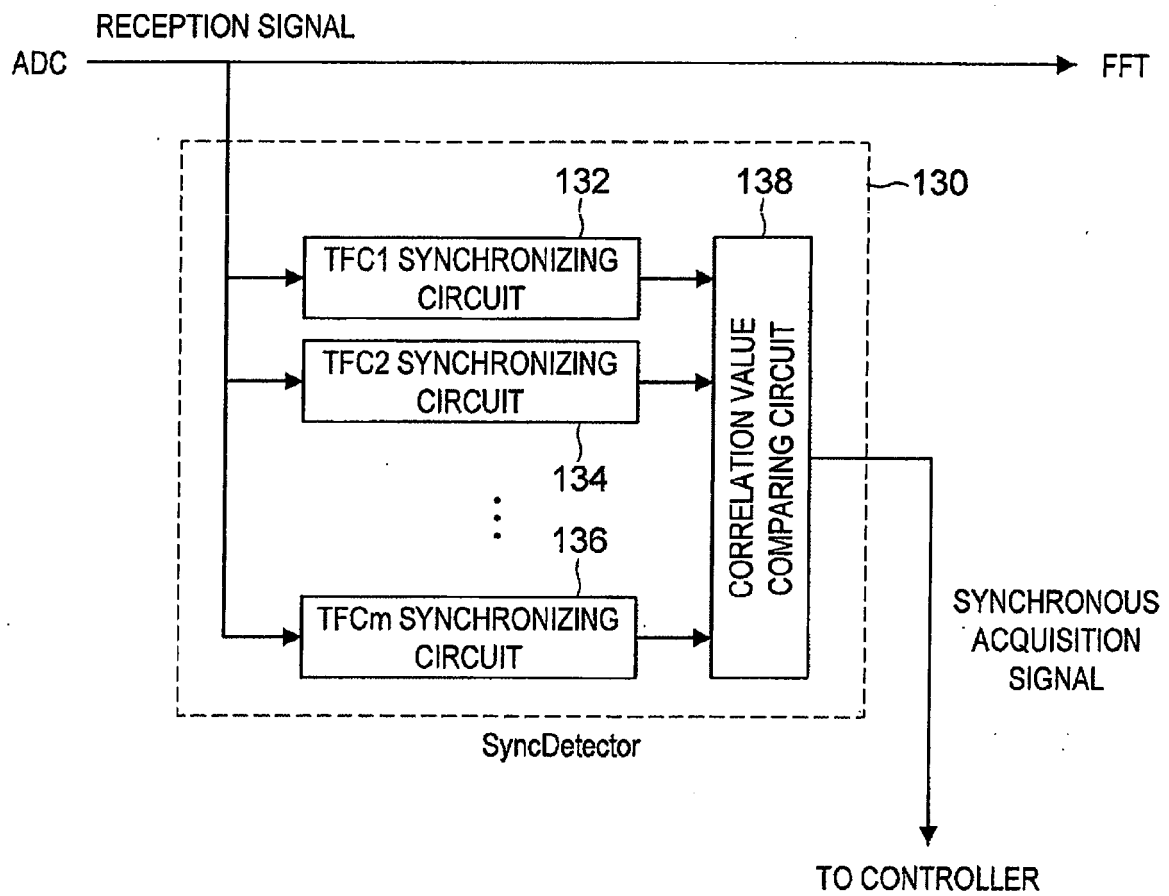 RECEPTION SIGNAL
ADC
FFT
132
138
130
TFC1 SYNCHRONIZING
CIRCUIT
TFC2 SYNCHRONIZING
CIRCUIT
134
136
TFCm SYNCHRONIZING
CIRCUIT
CORRELATION VALUE
COMPARING CIRCUIT
SYNCHRONOUS
ACQUISITION
SIGNAL
SyncDetector
TO CONTROLLER